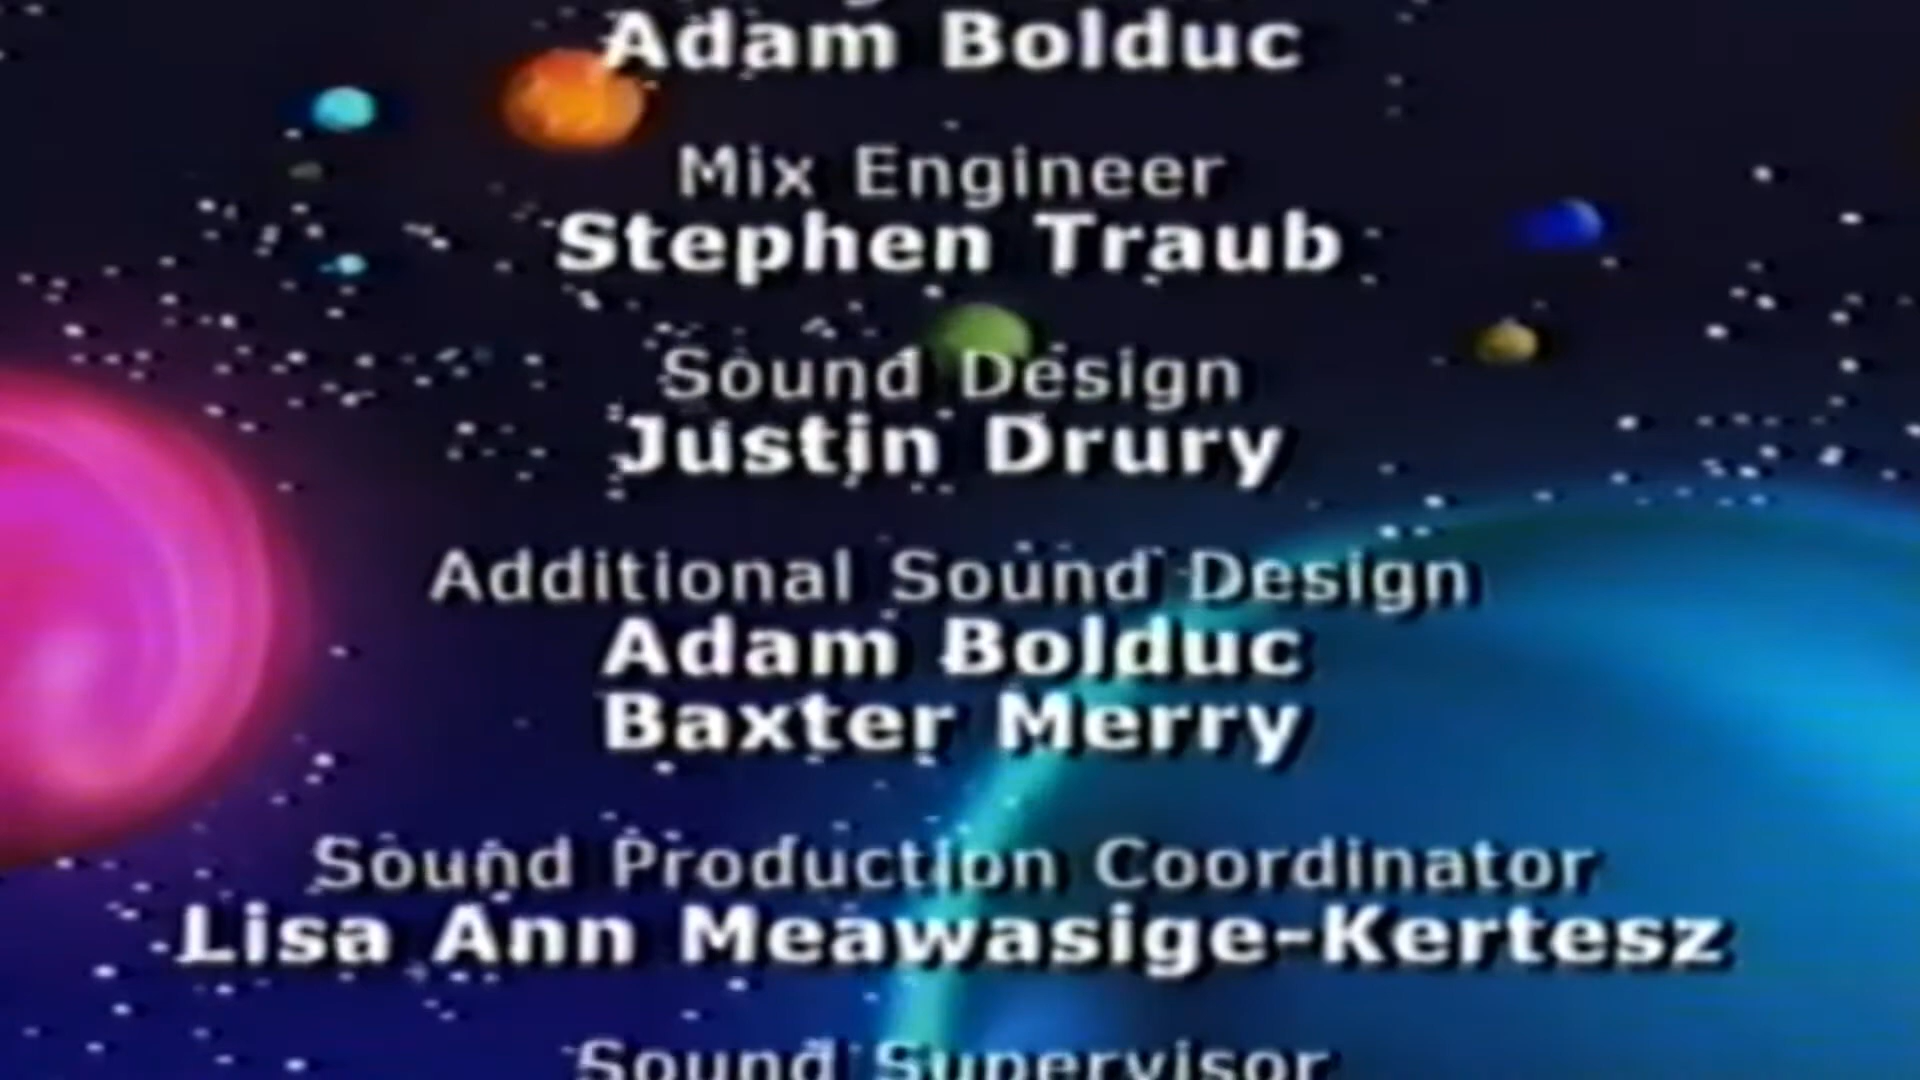 Adam Bolduc
Mix Engineer
Stephen Traub
Sound Design
Justin Drury
Additional Sound Design
Adam Bolduc
Baxter Merry
Sound Production Coordinator
Lisa Ann Meawasige-Kertesz
Sound Supervisor